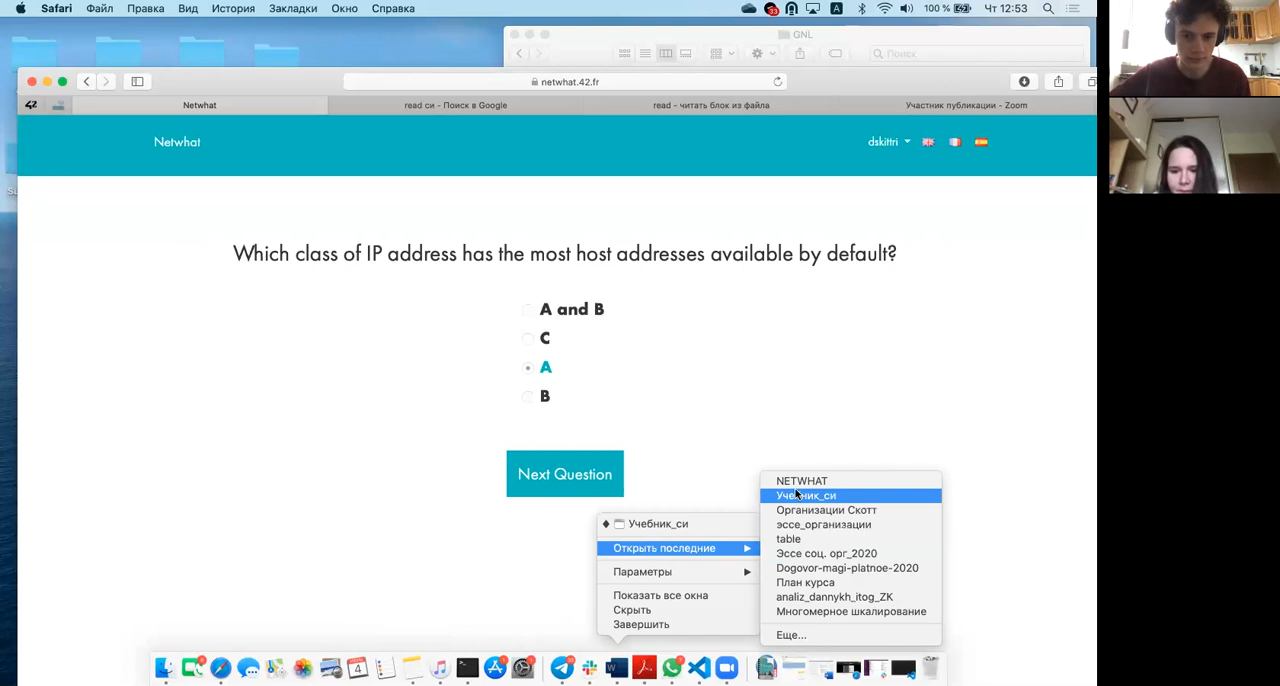 Safari Файл Правка Вид История Закладки Окно Справка
33 A 100 % Чт 12:53
GNL
Поиск
netwhat.42.fr
42 Netwhat read си - Поиск в Google read - читать блок из файла Участник публикации - Zoom
Netwhat dskittri
Which class of IP address has the most host addresses available by default?
A and B
C
A
B
Next Question
Учебник_си
Открыть последние
Параметры
Показать все окна
Скрыть
Завершить
NETWHAT
Учебник_си
Организации Скотт
эссе_организации
table
Эссе соц. орг_2020
Dogovor-magi-platnoe-2020
План курса
analiz_dannykh_itog_ZK
Многомерное шкалирование
Еще...